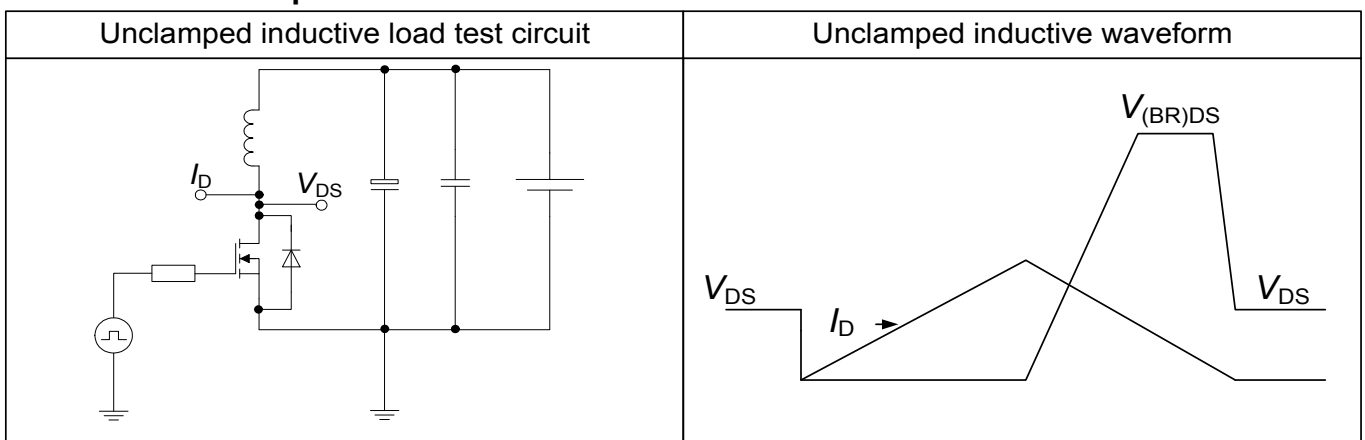 Unclamped inductive load test circuit
Unclamped inductive waveform
V(BR)DS
ID
VDS
VDS
VDS
ID